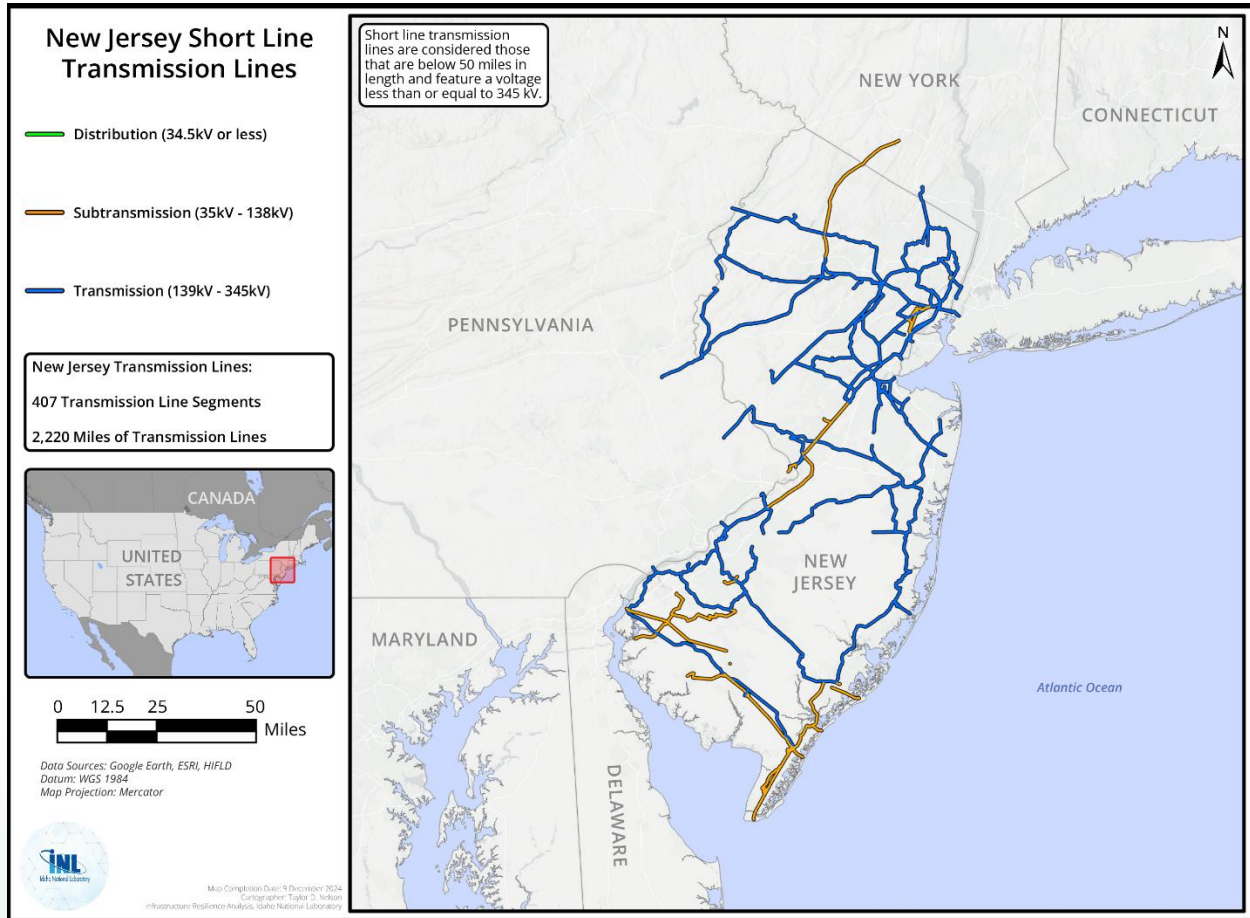 New Jersey Short Line
Transmission Lines
Distribution (34.5kV or less)
Subtransmission (35kV - 138kV)
Transmission (139kV - 345kV)
New Jersey Transmission Lines:
407 Transmission Line Segments
2,220 Miles of Transmission Lines
CANADA
UNITED
STATES
0 12.5 25 50
Miles
Data Sources: Google Earth, ESRI, HIFLD
Datum: WGS 1984
Map Projection: Mercator
INL
Idaho National Laboratory
Map Completion Date: 9 December 2024
Cartographer: Taylor D. Nelson
Infrastructure Resilience Analysis, Idaho National Laboratory
Short line transmission
lines are considered those
that are below 50 miles in
length and feature a voltage
less than or equal to 345 kV.
N
NEW YORK
CONNECTICUT
PENNSYLVANIA
NEW
JERSEY
MARYLAND
DELAWARE
Atlantic Ocean